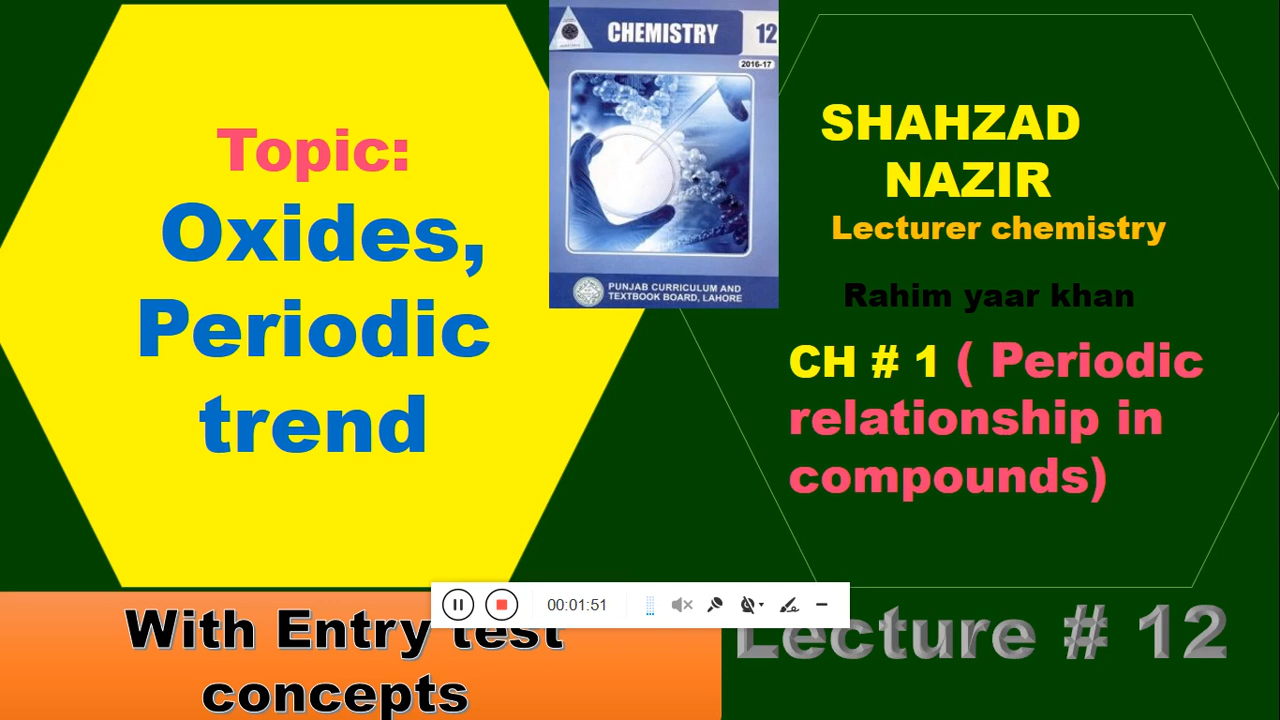 Topic:
Oxides,
Periodic
trend
CHEMISTRY 12
2016-17
PUNJAB CURRICULUM AND
TEXTBOOK BOARD, LAHORE
SHAHZAD
NAZIR
Lecturer chemistry
Rahim yaar khan
CH # 1 ( Periodic
relationship in
compounds)
00:01:51
With Entry test
concepts
Lecture # 12